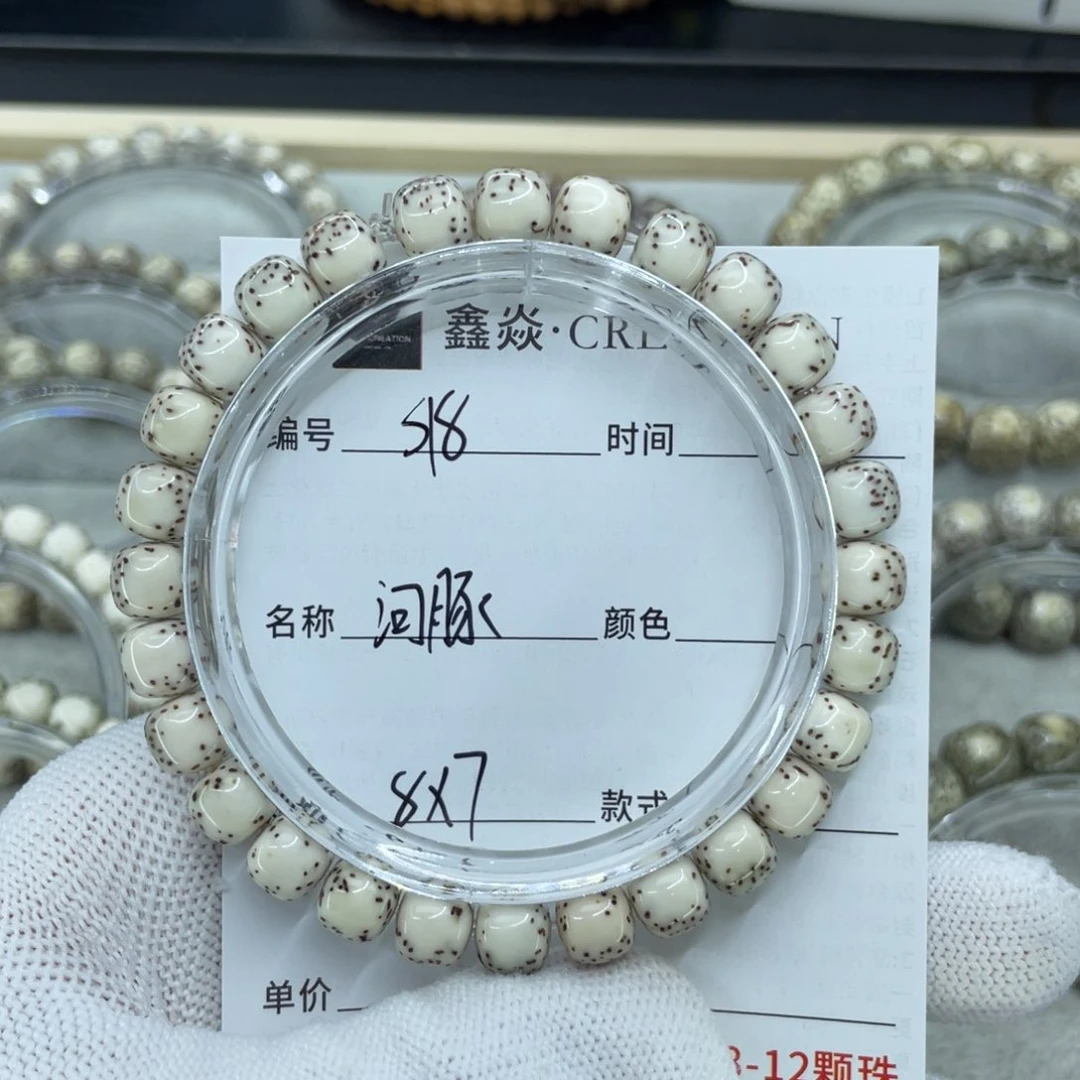 CREATION
鑫焱·CRE
编号 518 时间
名称 河豚 颜色
8X7 款式
单价
-12颗珠